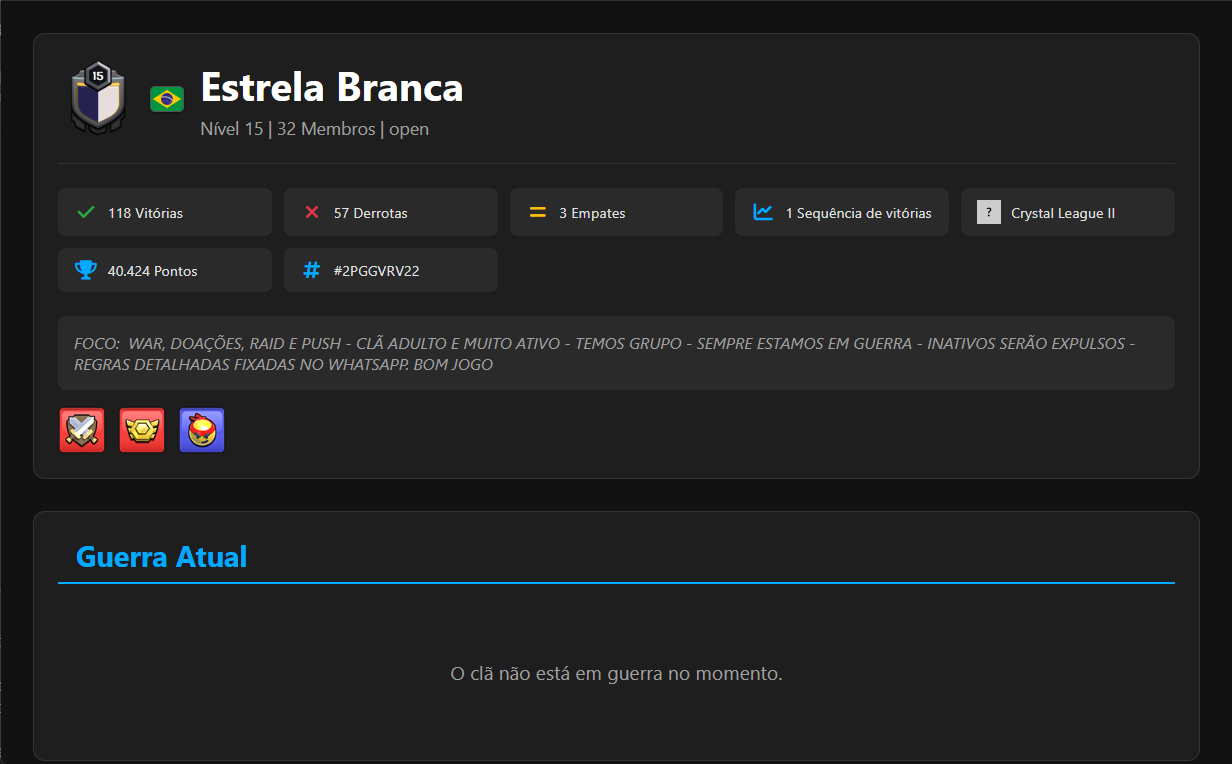 15
Estrela Branca
Nível 15 | 32 Membros | open
118 Vitórias
57 Derrotas
3 Empates
1 Sequência de vitórias
?
Crystal League II
40.424 Pontos
#2PGGVRV22
FOCO: WAR, DOAÇÕES, RAID E PUSH - CLÃ ADULTO E MUITO ATIVO - TEMOS GRUPO - SEMPRE ESTAMOS EM GUERRA - INATIVOS SERÃO EXPULSOS -
REGRAS DETALHADAS FIXADAS NO WHATSAPP. BOM JOGO
Guerra Atual
O clã não está em guerra no momento.